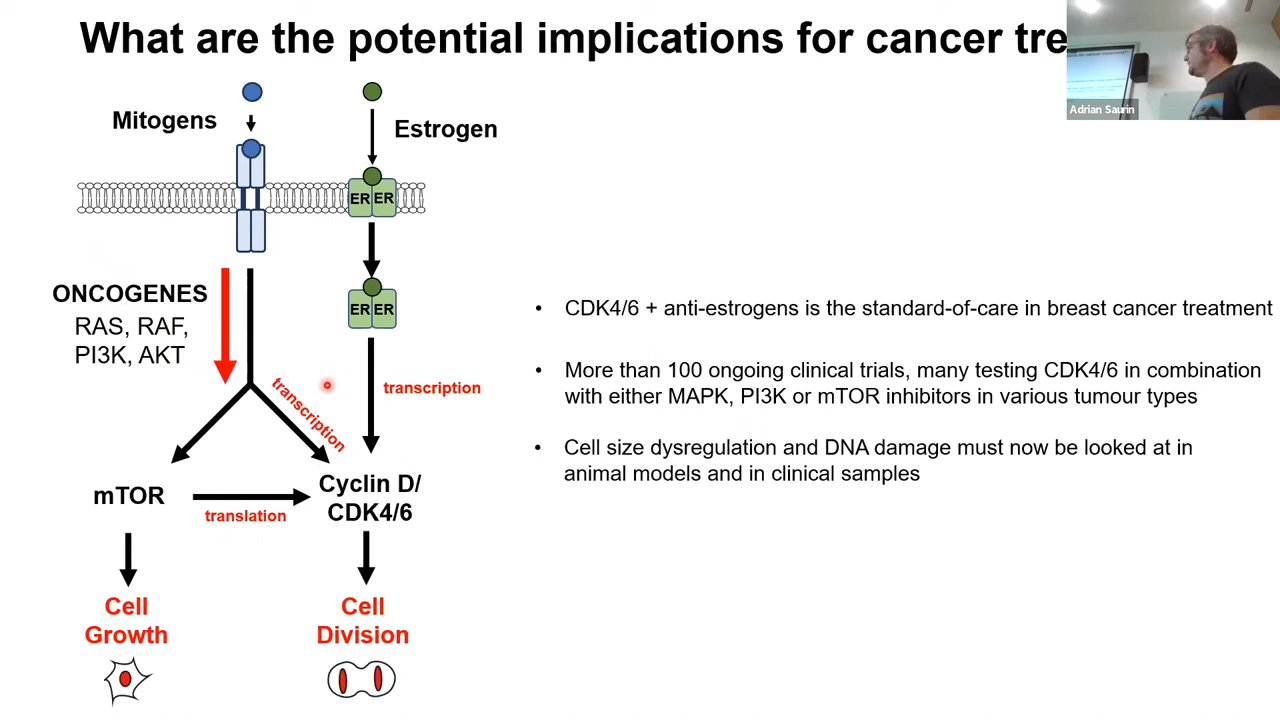 What are the potential implications for cancer tre
Adrian Saurin
Mitogens
Estrogen
ER ER
ER ER
ONCOGENES
RAS, RAF,
PI3K, AKT
transcription
transcription
mTOR
translation
Cyclin D/
CDK4/6
Cell
Growth
Cell
Division
• CDK4/6 + anti-estrogens is the standard-of-care in breast cancer treatment
• More than 100 ongoing clinical trials, many testing CDK4/6 in combination
with either MAPK, PI3K or mTOR inhibitors in various tumour types
• Cell size dysregulation and DNA damage must now be looked at in
animal models and in clinical samples